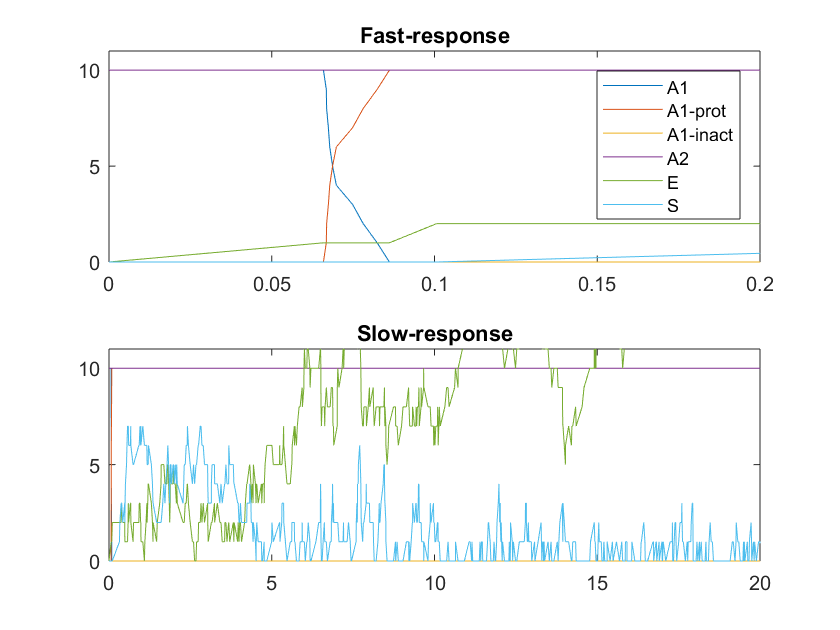 Fast-response
10
5
0
A1
A1-prot
A1-inact
A2
E
S
0 0.05 0.1 0.15 0.2
Slow-response
10
5
0
0 5 10 15 20